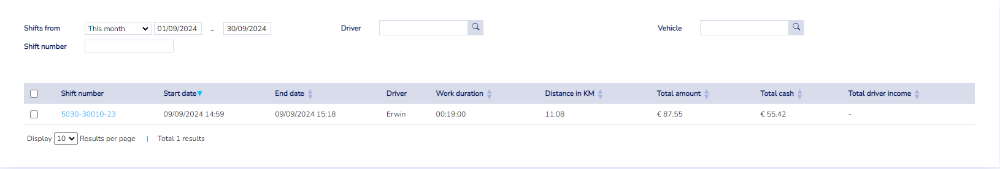 Shifts from This month 01/09/2024 - 30/09/2024 Driver Vehicle
Shift number
Shift number Start date End date Driver Work duration Distance in KM Total amount Total cash Total driver income
5030-30010-23 09/09/2024 14:59 09/09/2024 15:18 Erwin 00:19:00 11.08 € 87.55 € 55.42 -
Display 10 Results per page | Total 1 results